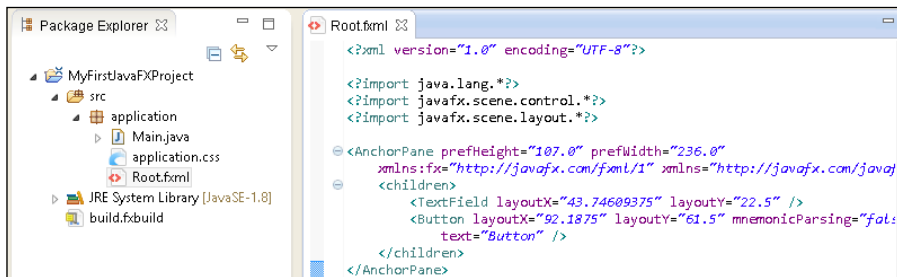 Package Explorer
MyFirstJavaFXProject
src
application
Main.java
application.css
Root.fxml
JRE System Library [JavaSE-1.8]
build.fxbuild
Root.fxml
<?xml version="1.0" encoding="UTF-8"?>
<?import java.lang.*?>
<?import javafx.scene.control.*?>
<?import javafx.scene.layout.*?>
<AnchorPane prefHeight="107.0" prefWidth="236.0"
xmlns:fx="http://javafx.com/fxml/1" xmlns="http://javafx.com/javaf
<children>
<TextField layoutX="43.74609375" layoutY="22.5" />
<Button layoutX="92.1875" layoutY="61.5" mnemonicParsing="fals
text="Button" />
</children>
</AnchorPane>